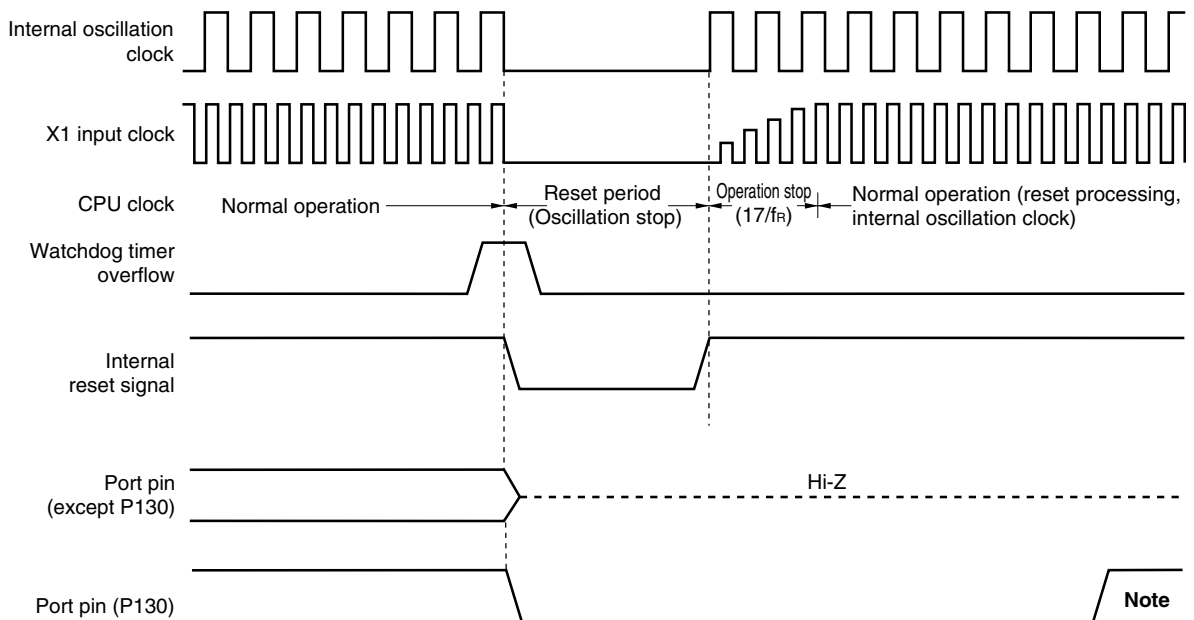 Internal oscillation
clock
X1 input clock
CPU clock
Normal operation
Reset period
(Oscillation stop)
Operation stop
(17/fR)
Normal operation (reset processing,
internal oscillation clock)
Watchdog timer
overflow
Internal
reset signal
Port pin
(except P130)
Hi-Z
Port pin (P130)
Note